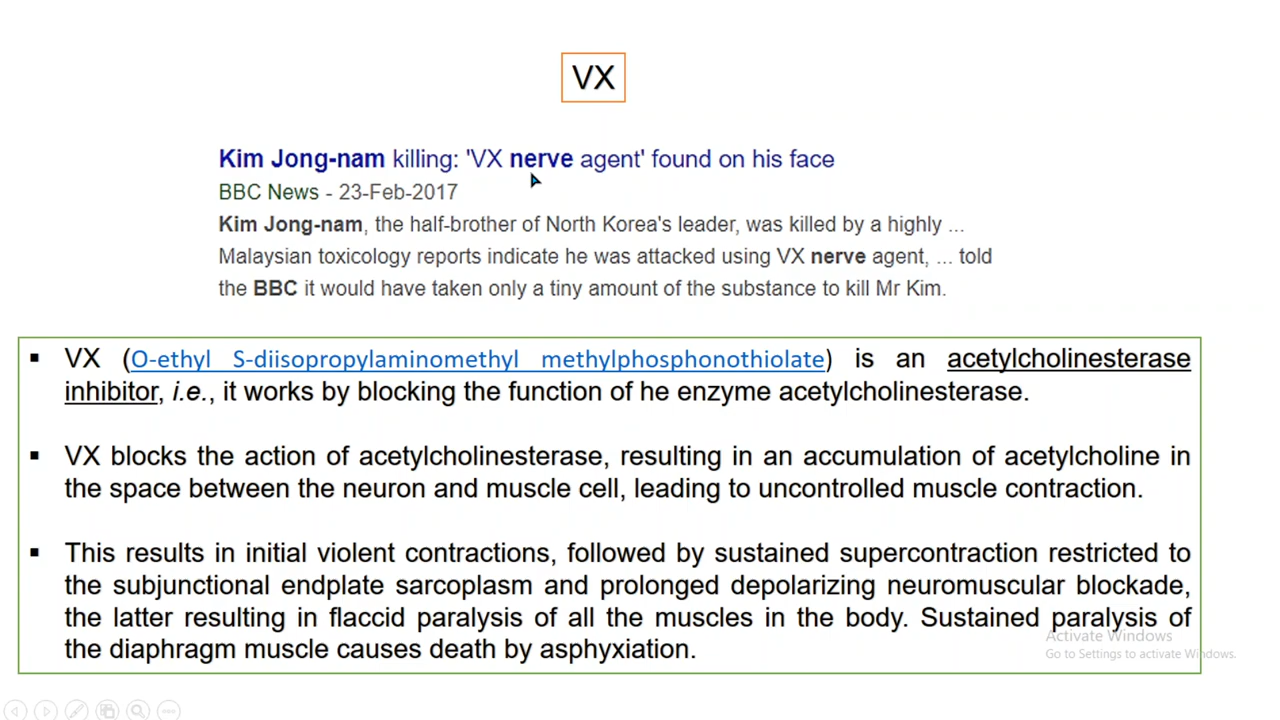 VX
Kim Jong-nam killing: 'VX nerve agent' found on his face
BBC News - 23-Feb-2017
Kim Jong-nam, the half-brother of North Korea's leader, was killed by a highly ...
Malaysian toxicology reports indicate he was attacked using VX nerve agent, ... told
the BBC it would have taken only a tiny amount of the substance to kill Mr Kim.
▪ VX (O-ethyl S-diisopropylaminomethyl methylphosphonothiolate) is an acetylcholinesterase
inhibitor, i.e., it works by blocking the function of he enzyme acetylcholinesterase.
▪ VX blocks the action of acetylcholinesterase, resulting in an accumulation of acetylcholine in
the space between the neuron and muscle cell, leading to uncontrolled muscle contraction.
▪ This results in initial violent contractions, followed by sustained supercontraction restricted to
the subjunctional endplate sarcoplasm and prolonged depolarizing neuromuscular blockade,
the latter resulting in flaccid paralysis of all the muscles in the body. Sustained paralysis of
the diaphragm muscle causes death by asphyxiation.
Activate Windows
Go to Settings to activate Windows.